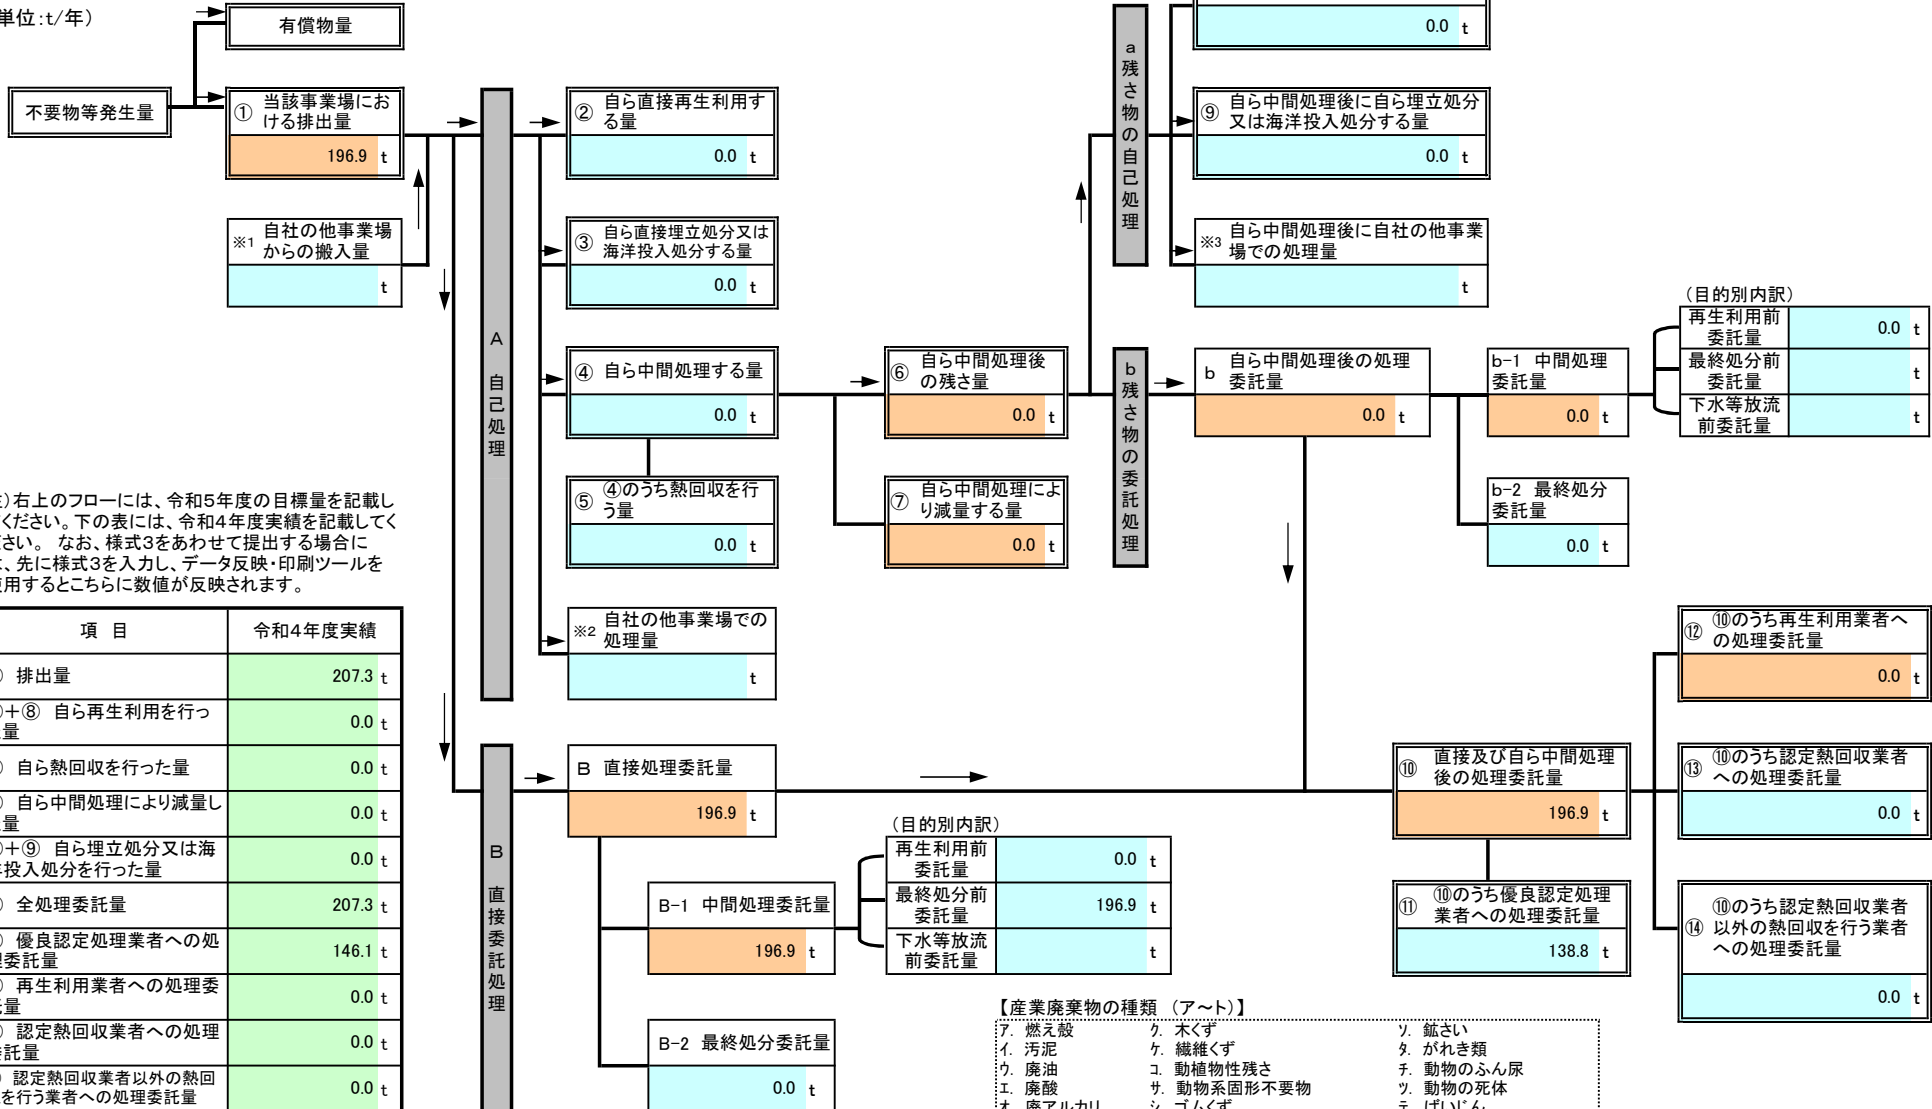 単位:t/年)
有償物量
不要物等発生量
① 当該事業場にお
ける排出量
196.9 t
※1 自社の他事業場
からの搬入量
t
A 自己処理
② 自ら直接再生利用す
る量
0.0 t
③ 自ら直接埋立処分又は
海洋投入処分する量
0.0 t
④ 自ら中間処理する量
0.0 t
⑤ ④のうち熱回収を行
う量
0.0 t
※2 自社の他事業場での
処理量
t
⑥ 自ら中間処理後
の残さ量
0.0 t
⑦ 自ら中間処理によ
り減量する量
0.0 t
a 残さ物の自己処理
0.0 t
⑨ 自ら中間処理後に自ら埋立処分
又は海洋投入処分する量
0.0 t
※3 自ら中間処理後に自社の他事業
場での処理量
t
b 残さ物の委託処理
b 自ら中間処理後の処理
委託量
0.0 t
b-1 中間処理
委託量
0.0 t
b-2 最終処分
委託量
0.0 t
(目的別内訳)
再生利用前
委託量 0.0 t
最終処分前
委託量 t
下水等放流
前委託量 t
)右上のフローには、令和5年度の目標量を記載し
ください。下の表には、令和4年度実績を記載してく
さい。 なお、様式3をあわせて提出する場合に
、先に様式3を入力し、データ反映・印刷ツールを
用するとこちらに数値が反映されます。
項 目 令和4年度実績
) 排出量 207.3 t
)+⑧ 自ら再生利用を行っ
量 0.0 t
) 自ら熱回収を行った量 0.0 t
) 自ら中間処理により減量し
量 0.0 t
)+⑨ 自ら埋立処分又は海
投入処分を行った量 0.0 t
) 全処理委託量 207.3 t
) 優良認定処理業者への処
委託量 146.1 t
) 再生利用業者への処理委
量 0.0 t
) 認定熱回収業者への処理
託量 0.0 t
) 認定熱回収業者以外の熱回
を行う業者への処理委託量 0.0 t
B 直接委託処理
B 直接処理委託量
196.9 t
B-1 中間処理委託量
196.9 t
B-2 最終処分委託量
0.0 t
(目的別内訳)
再生利用前
委託量 0.0 t
最終処分前
委託量 196.9 t
下水等放流
前委託量 t
⑩ 直接及び自ら中間処理
後の処理委託量
196.9 t
⑪ ⑩のうち優良認定処理
業者への処理委託量
138.8 t
⑫ ⑩のうち再生利用業者へ
の処理委託量
0.0 t
⑬ ⑩のうち認定熱回収業者
への処理委託量
0.0 t
⑭ ⑩のうち認定熱回収業者
以外の熱回収を行う業者
への処理委託量
0.0 t
【産業廃棄物の種類 (ア~ト)】
ア. 燃え殻 ク. 木くず ソ. 鉱さい
イ. 汚泥 ケ. 繊維くず タ. がれき類
ウ. 廃油 コ. 動植物性残さ チ. 動物のふん尿
エ. 廃酸 サ. 動物系固形不要物 ツ. 動物の死体
オ. 廃アルカリ シ. ゴムくず テ. ばいじん